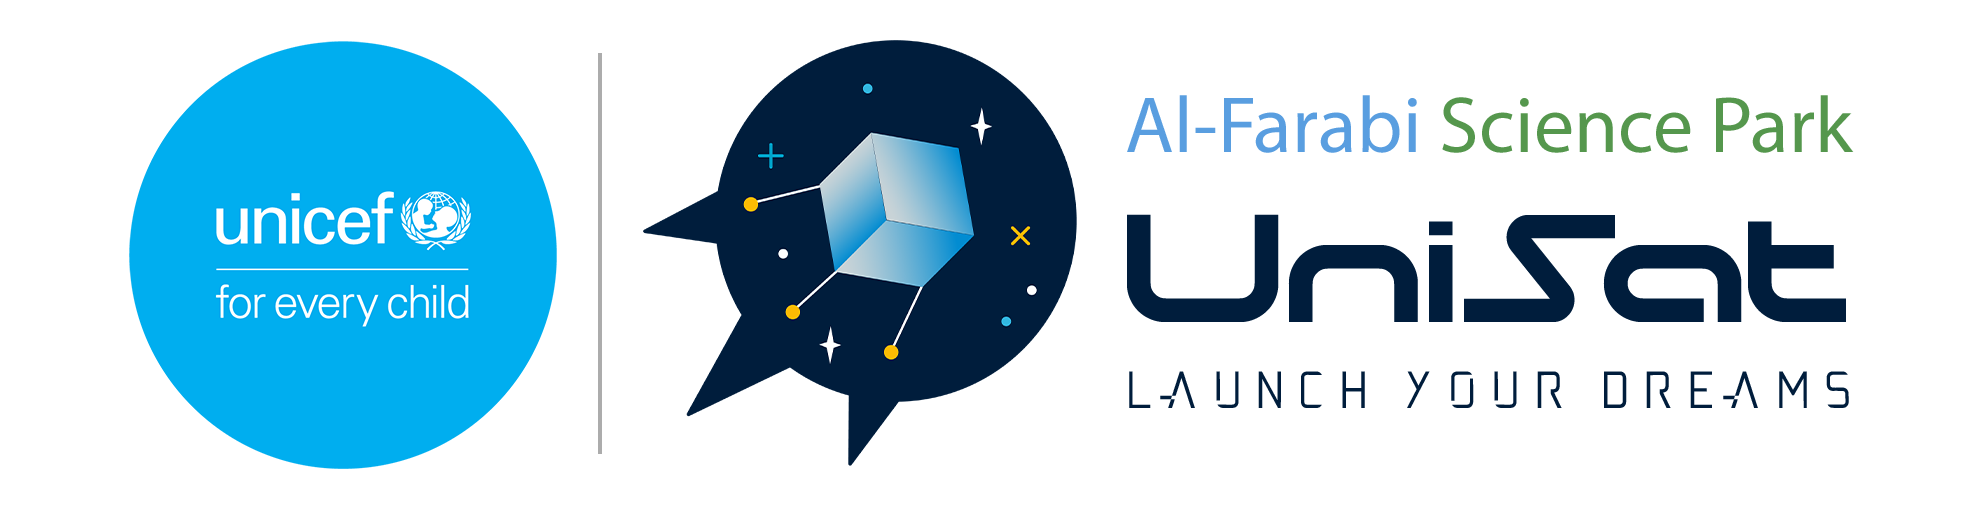 unicef
for every child
Al-Farabi Science Park
UniSat
LAUNCH YOUR DREAMS